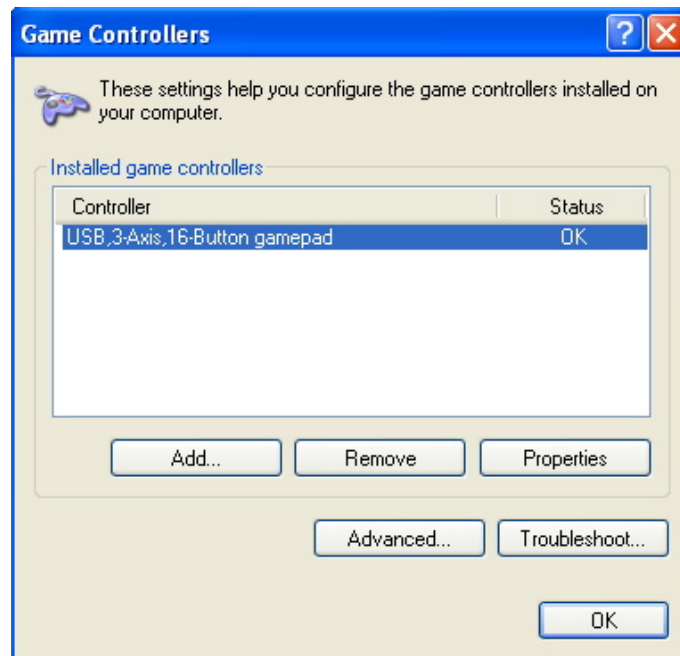 Game Controllers
?
These settings help you configure the game controllers installed on
your computer.
Installed game controllers
Controller Status
USB,3-Axis,16-Button gamepad OK
Add... Remove Properties
Advanced... Troubleshoot...
OK